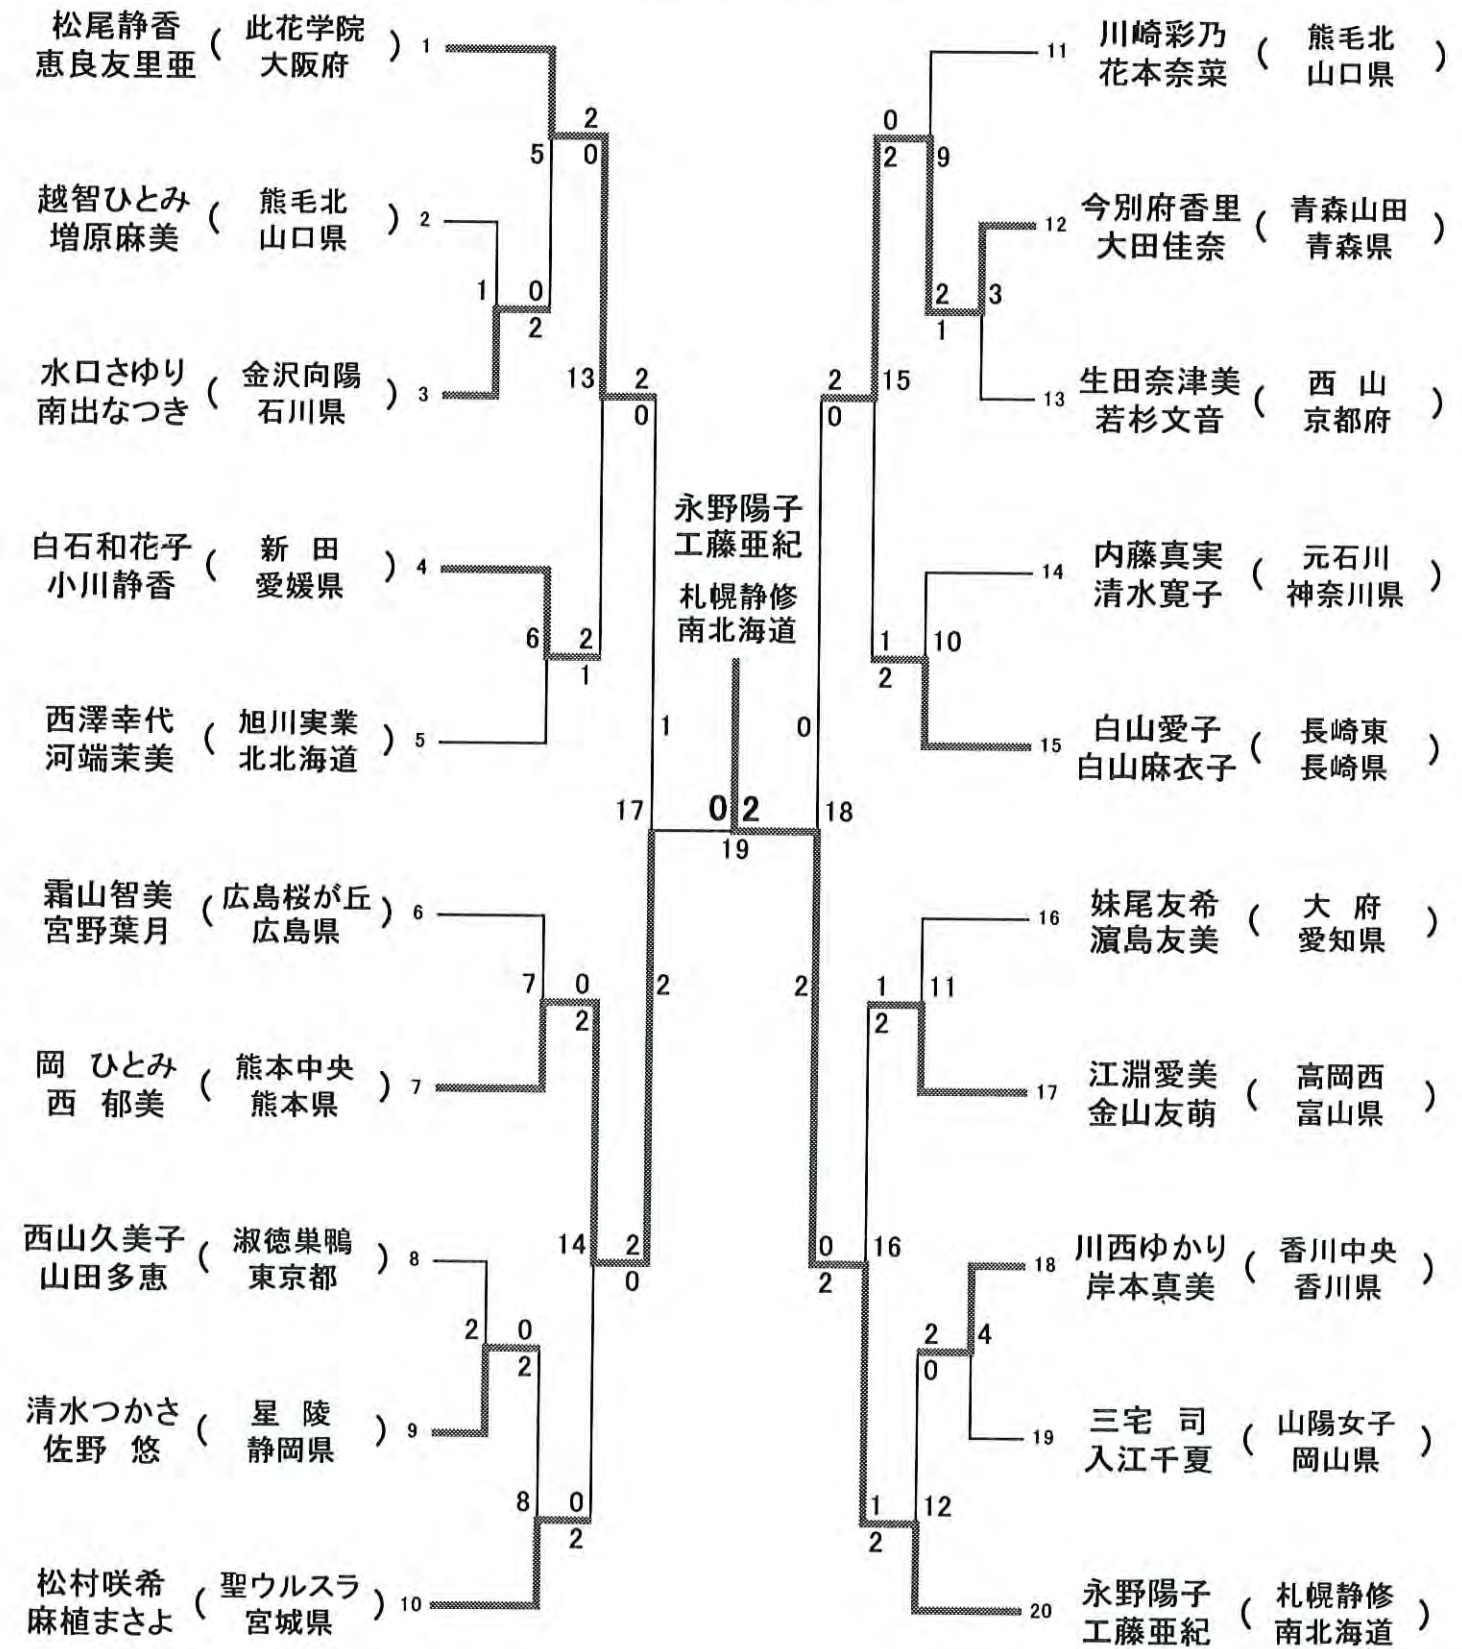 松尾静香 ( 此花学院 ) 1
恵良友里亜 大阪府
2
5 0
越智ひとみ ( 熊毛北 ) 2
増原麻美 山口県
1 0
2
水口さゆり ( 金沢向陽 ) 3
南出なつき 石川県
13 2
0
白石和花子 ( 新 田 ) 4
小川静香 愛媛県
6 2
1
西澤幸代 ( 旭川実業 ) 5
河端茉美 北北海道
1
17
霜山智美 ( 広島桜が丘 ) 6
宮野葉月 広島県
7 0
2
2
岡 ひとみ ( 熊本中央 ) 7
西 郁美 熊本県
西山久美子 ( 淑徳巣鴨 ) 8
山田多恵 東京都
14 2
0
2 0
2
清水つかさ ( 星 陵 ) 9
佐野 悠 静岡県
8 0
2
松村咲希 ( 聖ウルスラ ) 10
麻植まさよ 宮城県
永野陽子
工藤亜紀
札幌静修
南北海道
0 2
19
11 川崎彩乃 ( 熊毛北 )
花本奈菜 山口県
0
2 9
12 今別府香里 ( 青森山田 )
大田佳奈 青森県
2 3
1
13 生田奈津美 ( 西 山 )
若杉文音 京都府
2 15
0
14 内藤真実 ( 元石川 )
清水寛子 神奈川県
1 10
2
15 白山愛子 ( 長崎東 )
白山麻衣子 長崎県
0
18
16 妹尾友希 ( 大 府 )
濵島友美 愛知県
2
1 11
2
17 江淵愛美 ( 高岡西 )
金山友萌 富山県
0 16
2
18 川西ゆかり ( 香川中央 )
岸本真美 香川県
2 4
0
19 三宅 司 ( 山陽女子 )
入江千夏 岡山県
1 12
2
20 永野陽子 ( 札幌静修 )
工藤亜紀 南北海道